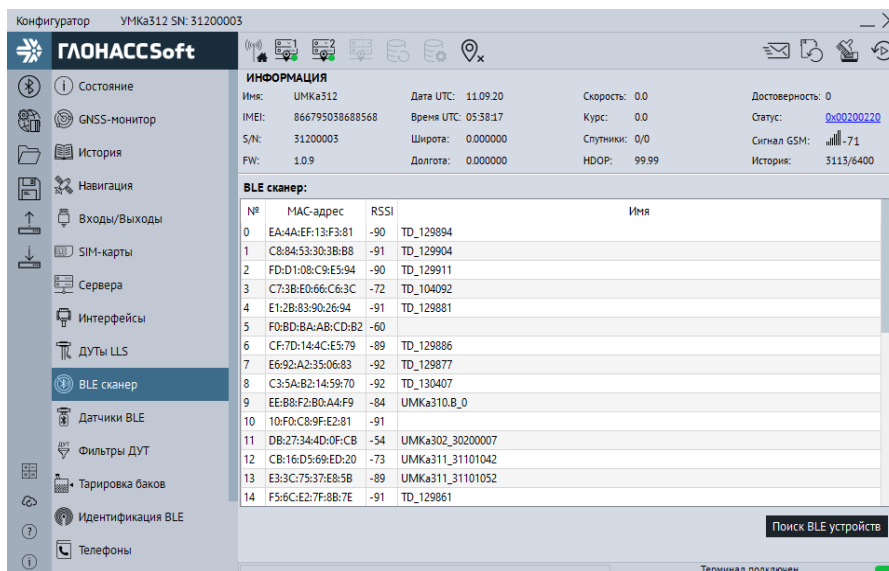 Конфигуратор УМКа312 SN: 31200003
ГЛОНАССSoft
1 2
Состояние
GNSS-монитор
История
Навигация
Входы/Выходы
SIM-карты
Сервера
Интерфейсы
ДУТы LLS
BLE сканер
Датчики BLE
Фильтры ДУТ
Тарировка баков
Идентификация BLE
Телефоны
ИНФОРМАЦИЯ
Имя: УМКа312 Дата UTC: 11.09.20 Скорость: 0.0 Достоверность: 0
IMEI: 866795038688568 Время UTC: 05:38:17 Курс: 0.0 Статус: 0x00200220
S/N: 31200003 Широта: 0.000000 Спутники: 0/0 Сигнал GSM: -71
FW: 1.0.9 Долгота: 0.000000 HDOP: 99.99 История: 3113/6400
BLE сканер:
№ MAC-адрес RSSI Имя
0 EA:4A:EF:13:F3:81 -90 TD_129894
1 C8:84:53:30:3B:B8 -91 TD_129904
2 FD:D1:08:C9:E5:94 -90 TD_129911
3 C7:3B:E0:66:C6:3C -72 TD_104092
4 E1:2B:83:90:26:94 -91 TD_129881
5 F0:BD:BA:AB:CD:B2 -60
6 CF:7D:14:4C:E5:79 -89 TD_129886
7 E6:92:A2:35:06:83 -92 TD_129877
8 C3:5A:B2:14:59:70 -92 TD_130407
9 EE:B8:F2:B0:A4:F9 -84 UMKa310.B_0
10 10:F0:C8:9F:E2:81 -91
11 DB:27:34:4D:0F:CB -54 UMKa302_30200007
12 CB:16:D5:69:ED:20 -73 UMKa311_31101042
13 E3:3C:75:37:E8:5B -89 UMKa311_31101052
14 F5:6C:E2:7F:8B:7E -91 TD_129861
Поиск BLE устройств
Терминал подключен